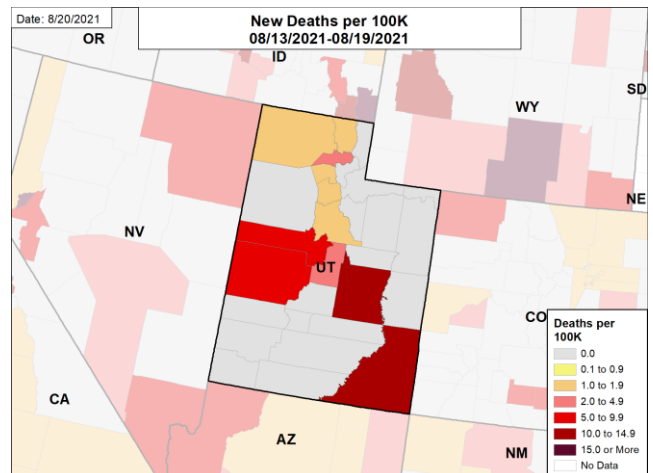 Date: 8/20/2021
New Deaths per 100K
08/13/2021-08/19/2021
OR
ID
WY
SD
NE
NV
UT
CO
CA
AZ
NM
Deaths per
100K
0.0
0.1 to 0.9
1.0 to 1.9
2.0 to 4.9
5.0 to 9.9
10.0 to 14.9
15.0 or More
No Data